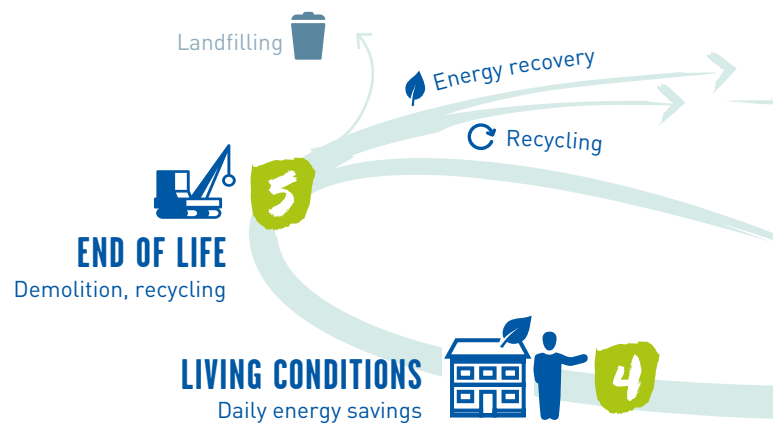 Landfilling
Energy recovery
Recycling
5
END OF LIFE
Demolition, recycling
LIVING CONDITIONS
Daily energy savings
4